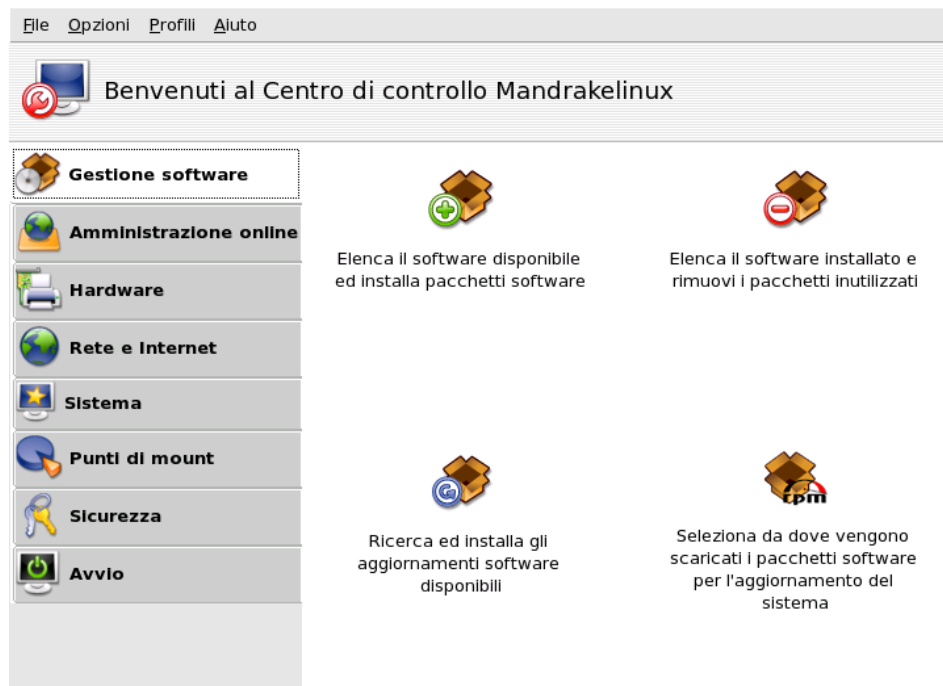 File Opzioni Profili Aiuto
Benvenuti al Centro di controllo Mandrakelinux
Gestione software
Amministrazione online
Hardware
Rete e Internet
Sistema
Punti di mount
Sicurezza
Avvio
Elenca il software disponibile
ed installa pacchetti software
Elenca il software installato e
rimuovi i pacchetti inutilizzati
Ricerca ed installa gli
aggiornamenti software
disponibili
rpm
Seleziona da dove vengono
scaricati i pacchetti software
per l'aggiornamento del
sistema